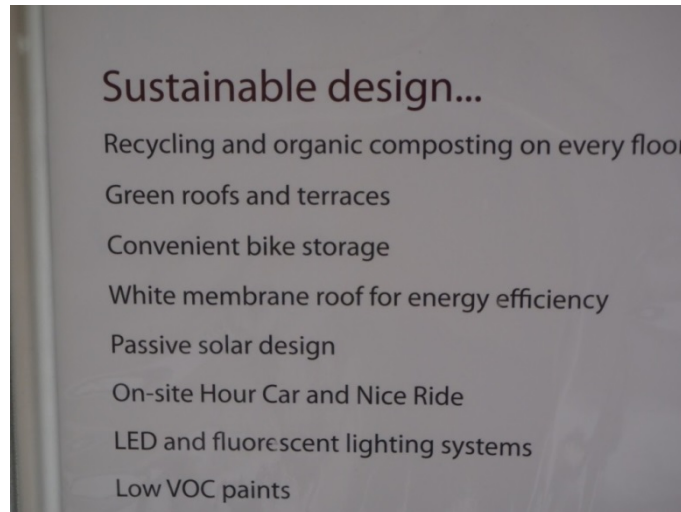 Sustainable design...
Recycling and organic composting on every floor
Green roofs and terraces
Convenient bike storage
White membrane roof for energy efficiency
Passive solar design
On-site Hour Car and Nice Ride
LED and fluorescent lighting systems
Low VOC paints